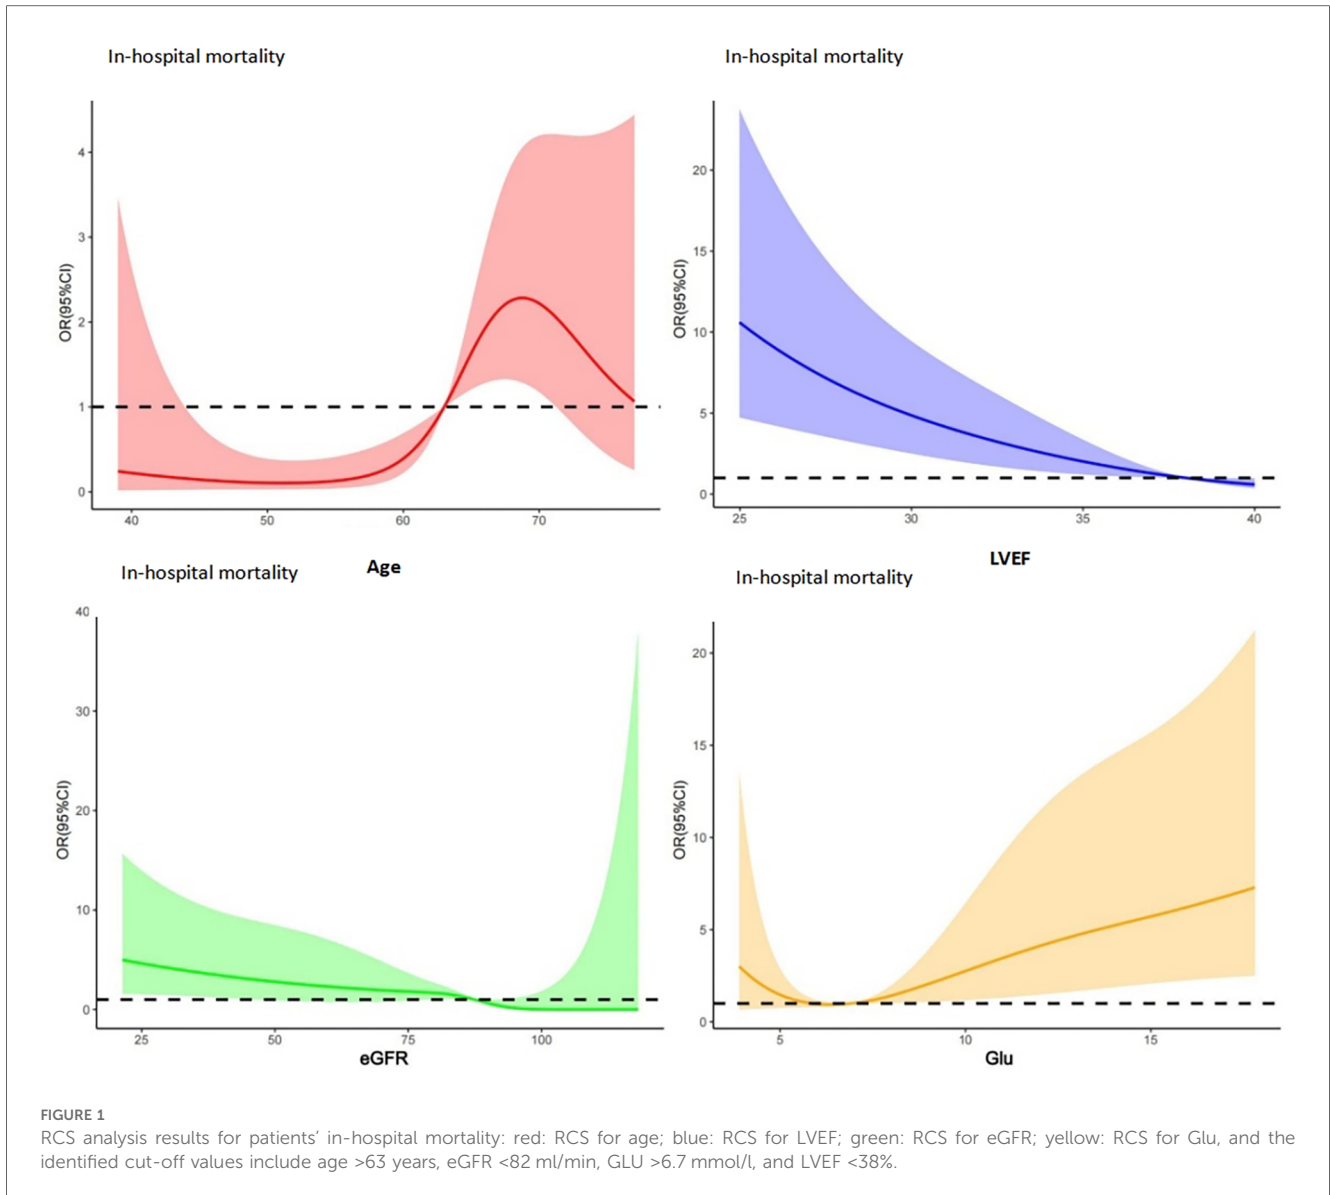 In-hospital mortality
In-hospital mortality
OR(95%CI)
4
3
2
1
0
40 50 60 70
Age
OR(95%CI)
20
15
10
5
0
25 30 35 40
LVEF
In-hospital mortality
In-hospital mortality
OR(95%CI)
40
30
20
10
0
25 50 75 100
eGFR
OR(95%CI)
20
15
10
5
0
5 10 15
Glu
FIGURE 1
RCS analysis results for patients' in-hospital mortality: red: RCS for age; blue: RCS for LVEF; green: RCS for eGFR; yellow: RCS for Glu, and the
identified cut-off values include age >63 years, eGFR <82 ml/min, GLU >6.7 mmol/l, and LVEF <38%.